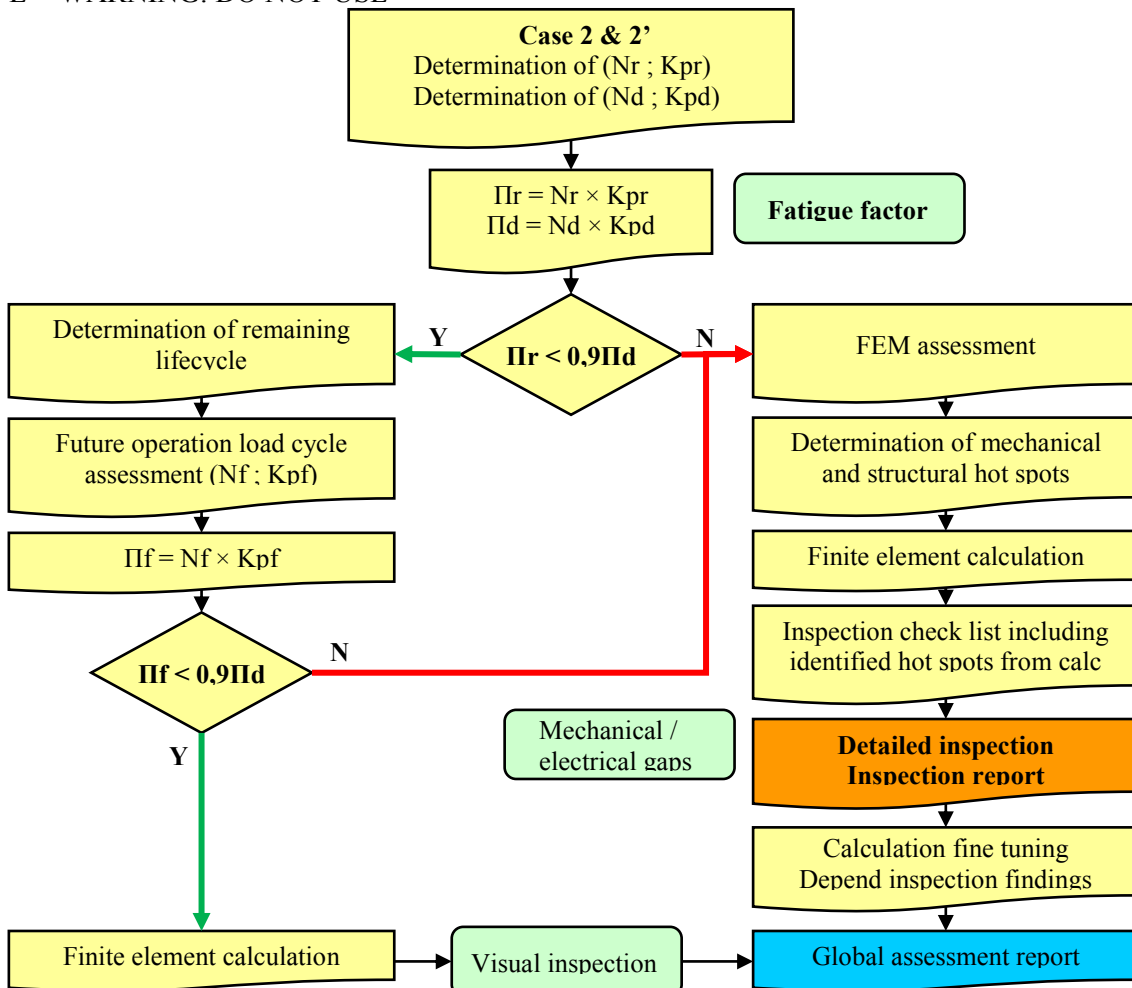 WARNING: DO NOT USE
Case 2 & 2’
Determination of (Nr ; Kpr)
Determination of (Nd ; Kpd)
Πr = Nr × Kpr
Πd = Nd × Kpd
Fatigue factor
Πr < 0,9Πd
Y
N
Determination of remaining
lifecycle
Future operation load cycle
assessment (Nf ; Kpf)
Πf = Nf × Kpf
Πf < 0,9Πd
N
Y
FEM assessment
Determination of mechanical
and structural hot spots
Finite element calculation
Inspection check list including
identified hot spots from calc
Mechanical /
electrical gaps
Detailed inspection
Inspection report
Calculation fine tuning
Depend inspection findings
Finite element calculation
Visual inspection
Global assessment report